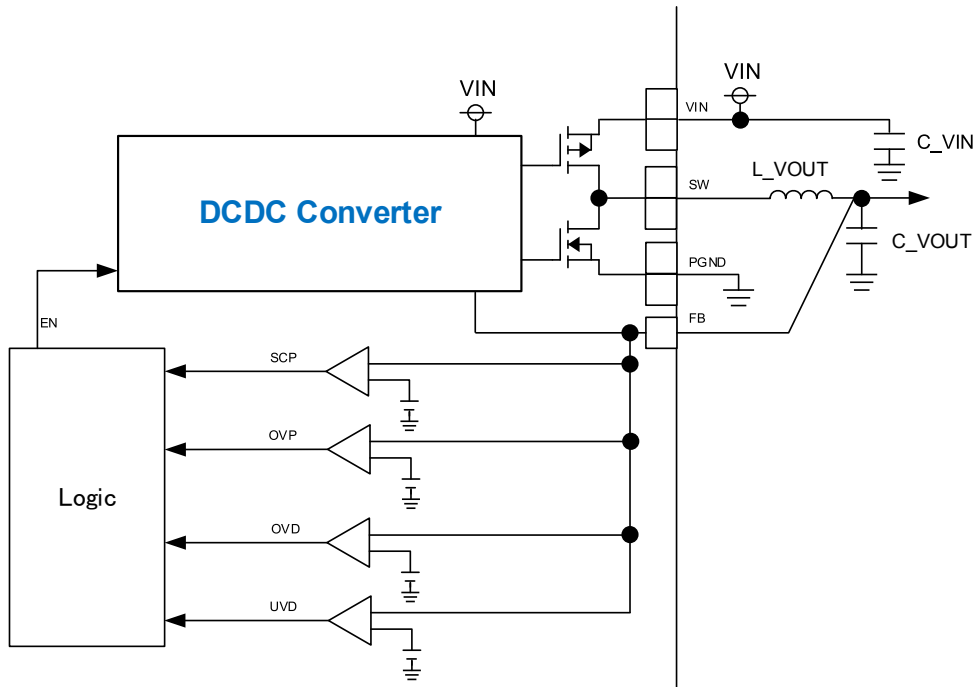 VIN
VIN
VIN
C_VIN
DCDC Converter
SW
L_VOUT
C_VOUT
PGND
EN
FB
SCP
OVP
Logic
OVD
UVD